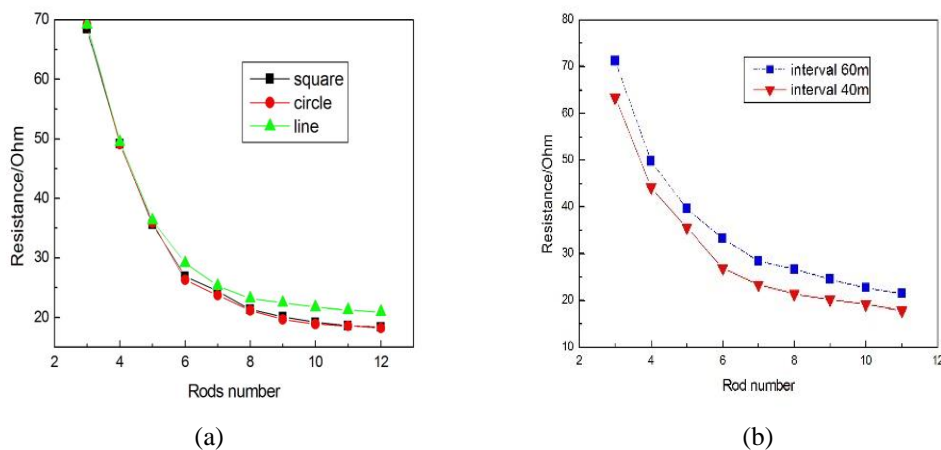 70
60
50
40
30
20
2
4
6
8
10
12
Resistance/Ohm
Rods number
square
circle
line
(a)
80
70
60
50
40
30
20
10
2
4
6
8
10
12
Resistance/Ohm
Rod number
interval 60m
interval 40m
(b)